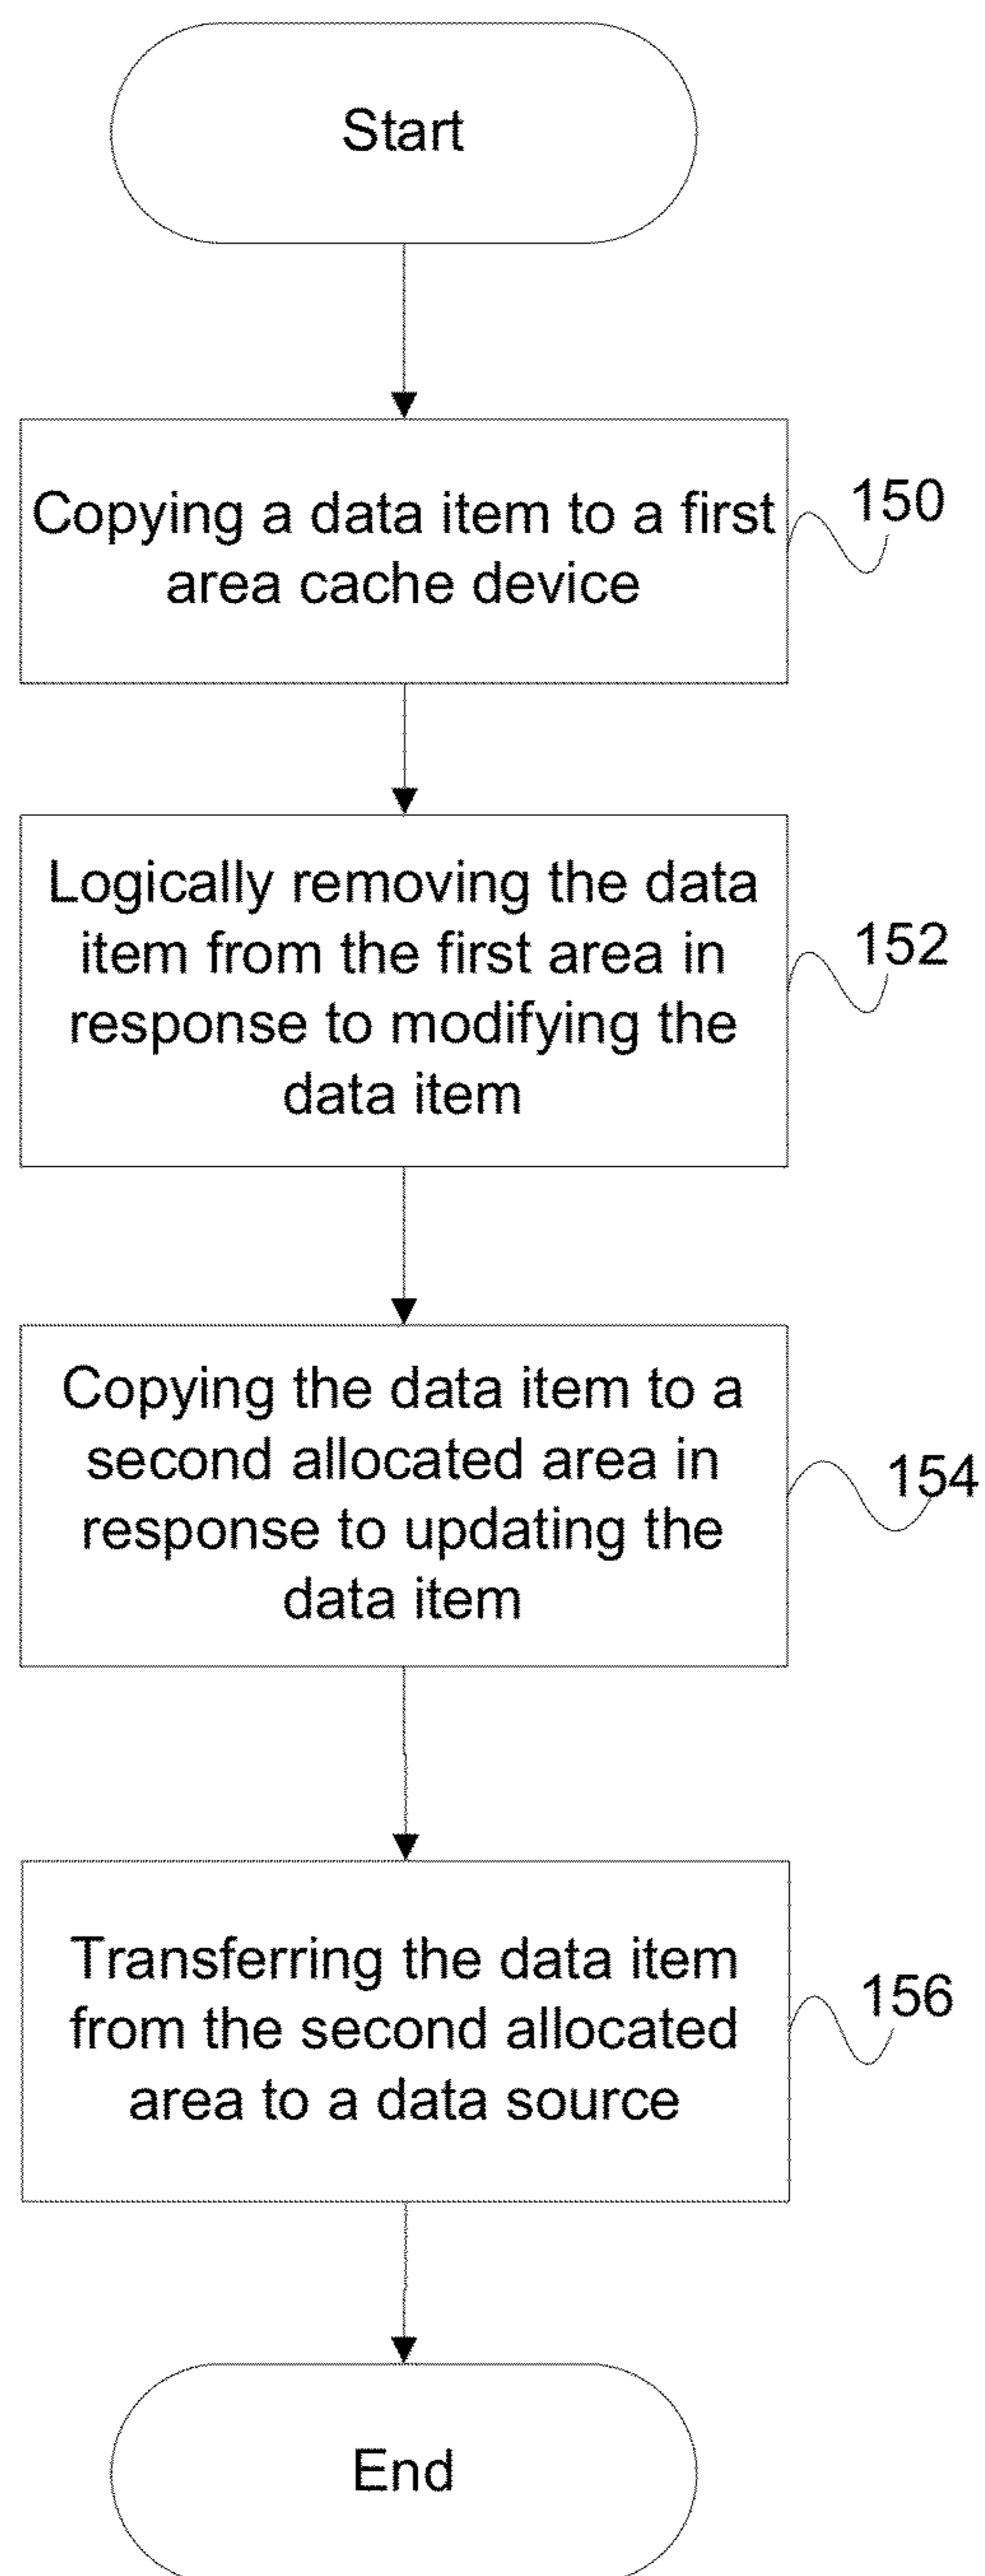 Start
Copying a data item to a first
area cache device
150
Logically removing the data
item from the first area in
response to modifying the
data item
152
Copying the data item to a
second allocated area in
response to updating the
data item
154
Transferring the data item
from the second allocated
area to a data source
156
End